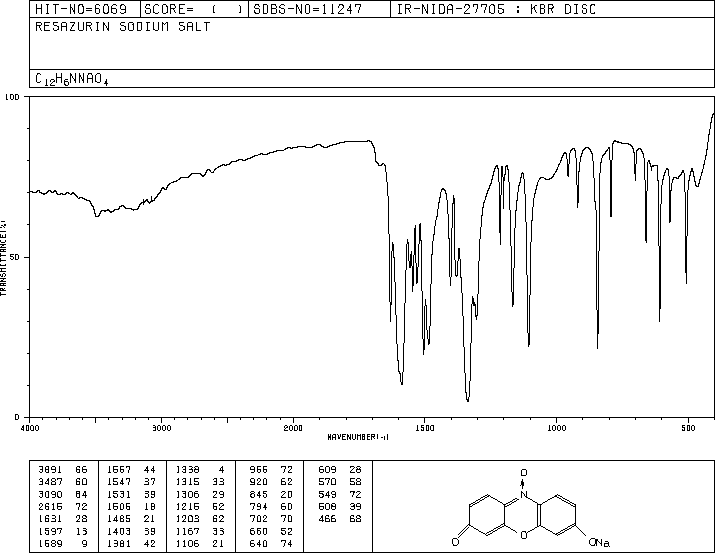 HIT-NO=6069 SCORE= ( ) SDBS-NO=11247 IR-NIDA-27705 : KBR DISC
RESAZURIN SODIUM SALT
C12H6NNAO4
100
50
0
TRANSMITTANCE(%)
4000 3000 2000 1500 1000 500
WAVENUMBER(-1)
3891 66 1567 44 1338 4 966 72 609 28
3487 60 1547 37 1315 33 920 62 570 58
3090 64 1531 39 1306 29 845 20 549 72
2615 72 1506 18 1215 52 794 60 508 39
1631 28 1485 21 1203 62 702 70 466 68
1597 13 1403 39 1167 33 660 52
1589 9 1381 42 1106 21 640 74
O
N
O O ONa